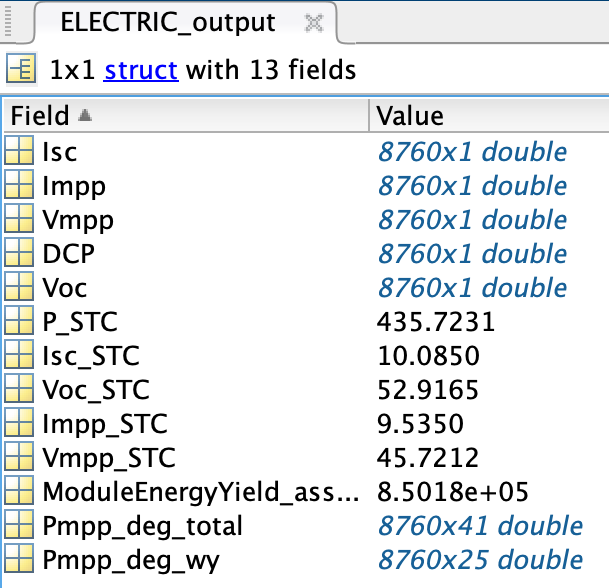 ELECTRIC_output
1x1 struct with 13 fields
Field Value
Isc 8760x1 double
Impp 8760x1 double
Vmpp 8760x1 double
DCP 8760x1 double
Voc 8760x1 double
P_STC 435.7231
Isc_STC 10.0850
Voc_STC 52.9165
Impp_STC 9.5350
Vmpp_STC 45.7212
ModuleEnergyYield_ass... 8.5018e+05
Pmpp_deg_total 8760x41 double
Pmpp_deg_wy 8760x25 double